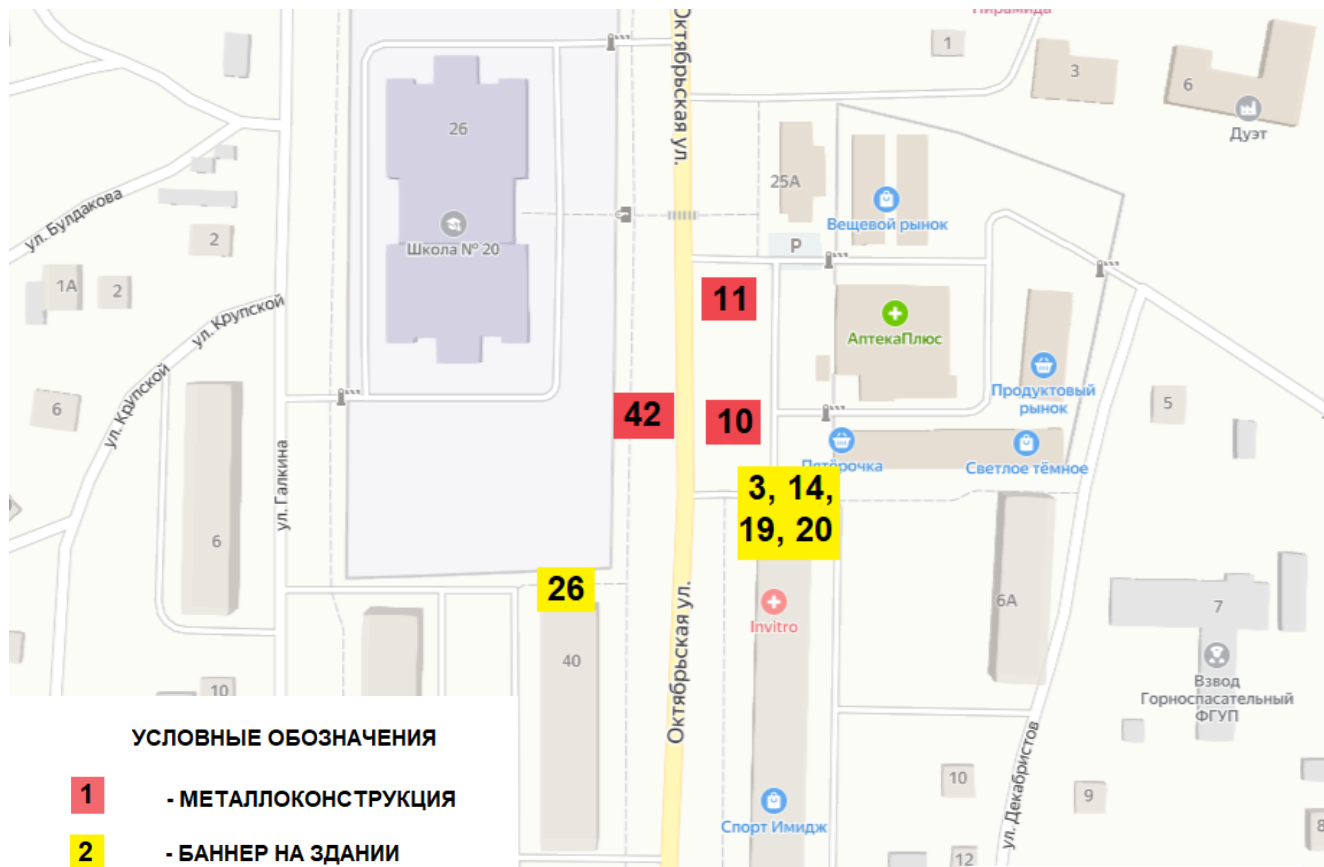 Пирамида
Октябрьская ул.
1
3
6
Дуэт
26
Школа № 20
25А
Вещевой рынок
P
ул. Булдакова
2
1А
2
ул. Крупской
11
АптекаПлюс
Продуктовый
рынок
ул. Крупской
6
42
10
5
Пятёрочка
Светлое тёмное
ул. Галкина
3, 14,
19, 20
6
26
Октябрьская ул.
Invitro
6А
7
40
Взвод
Горноспасательный
ФГУП
10
УСЛОВНЫЕ ОБОЗНАЧЕНИЯ
1 - МЕТАЛЛОКОНСТРУКЦИЯ
2 - БАННЕР НА ЗДАНИИ
ул. Декабристов
10
9
Спорт Имидж
8
12